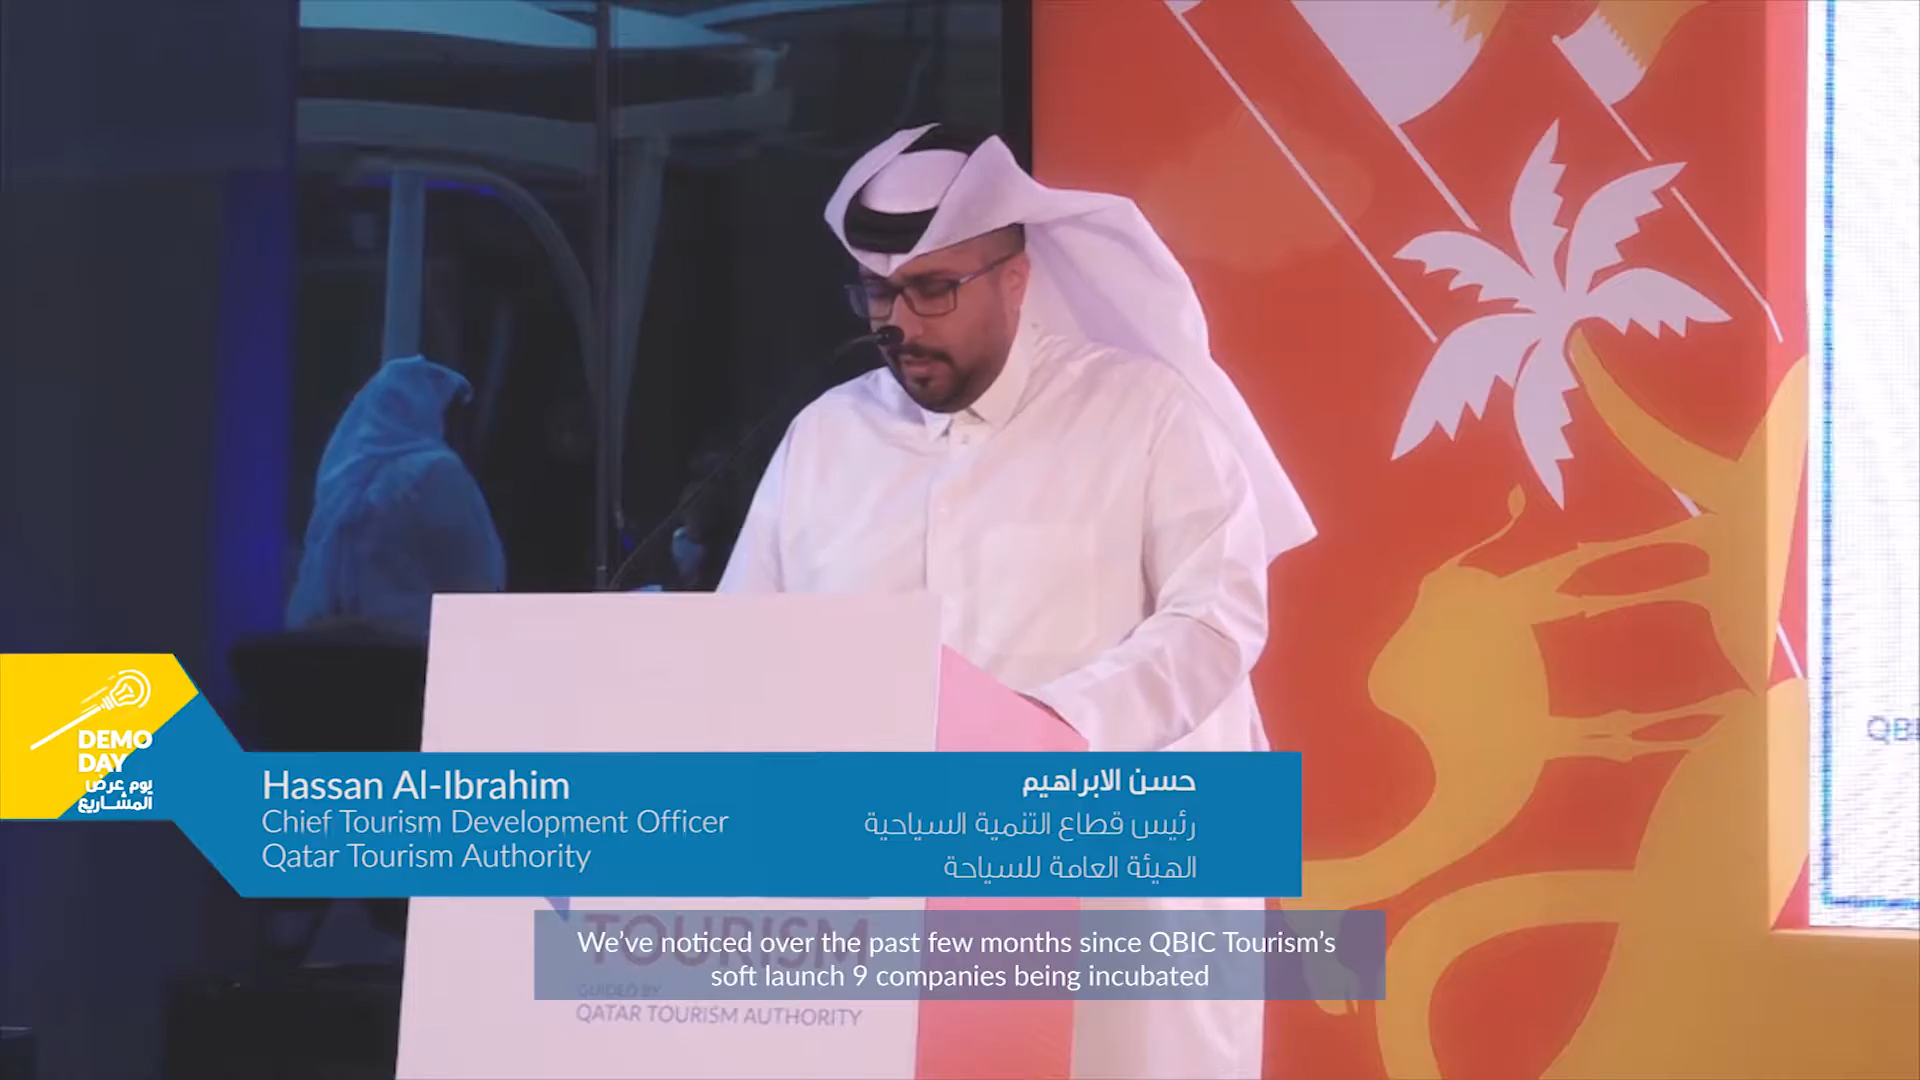 DEMO
DAY
يوم عرض
المشــاريع
Hassan Al-Ibrahim
Chief Tourism Development Officer
Qatar Tourism Authority
حسن الابراهيم
رئيس قطاع التنمية السياحية
الهيئة العامة للسياحة
TOURISM
We’ve noticed over the past few months since QBIC Tourism’s
soft launch 9 companies being incubated
GUIDED BY
QATAR TOURISM AUTHORITY